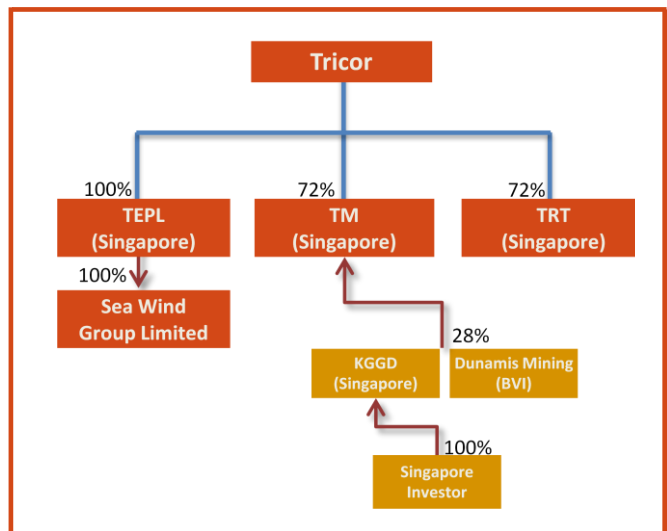 Tricor
100% 72% 72%
TEPL TM TRT
(Singapore) (Singapore) (Singapore)
100%
Sea Wind
Group Limited
28%
KGGD Dunamis Mining
(Singapore) (BVI)
100%
Singapore
Investor